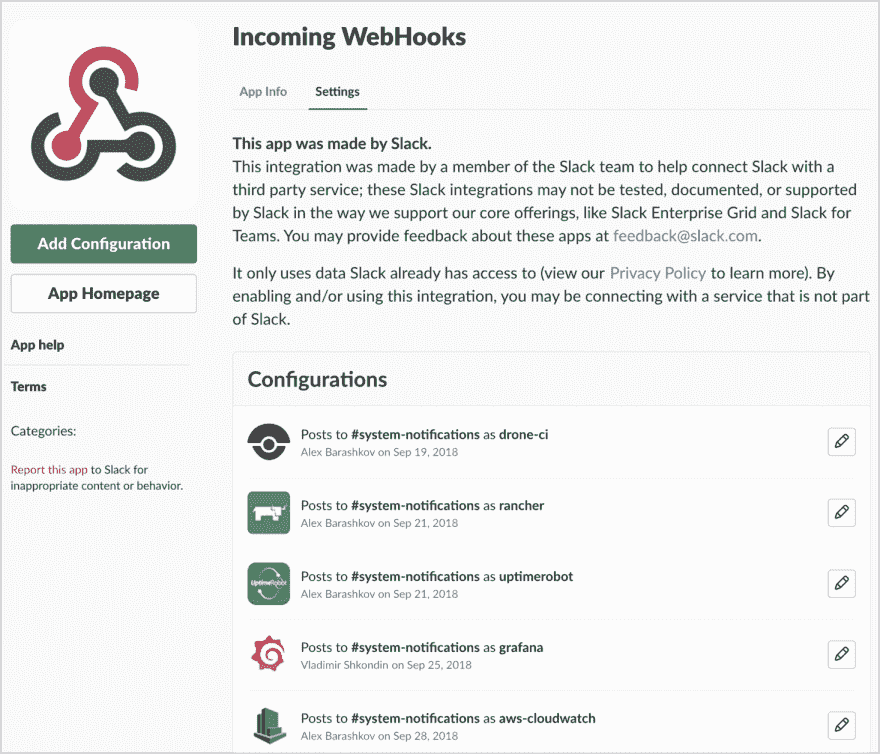 Incoming WebHooks
App Info Settings
This app was made by Slack.
This integration was made by a member of the Slack team to help connect Slack with a
third party service; these Slack integrations may not be tested, documented, or supported
by Slack in the way we support our core offerings, like Slack Enterprise Grid and Slack for
Teams. You may provide feedback about these apps at feedback@slack.com.
It only uses data Slack already has access to (view our Privacy Policy to learn more). By
enabling and/or using this integration, you may be connecting with a service that is not part
of Slack.
Add Configuration
App Homepage
App help
Terms
Categories:
Report this app to Slack for
inappropriate content or behavior.
Configurations
Posts to #system-notifications as drone-ci
Alex Barashkov on Sep 19, 2018
Posts to #system-notifications as rancher
Alex Barashkov on Sep 21, 2018
UptimeRobot
Posts to #system-notifications as uptimerobot
Alex Barashkov on Sep 21, 2018
Posts to #system-notifications as grafana
Vladimir Shkondin on Sep 25, 2018
Posts to #system-notifications as aws-cloudwatch
Alex Barashkov on Sep 28, 2018